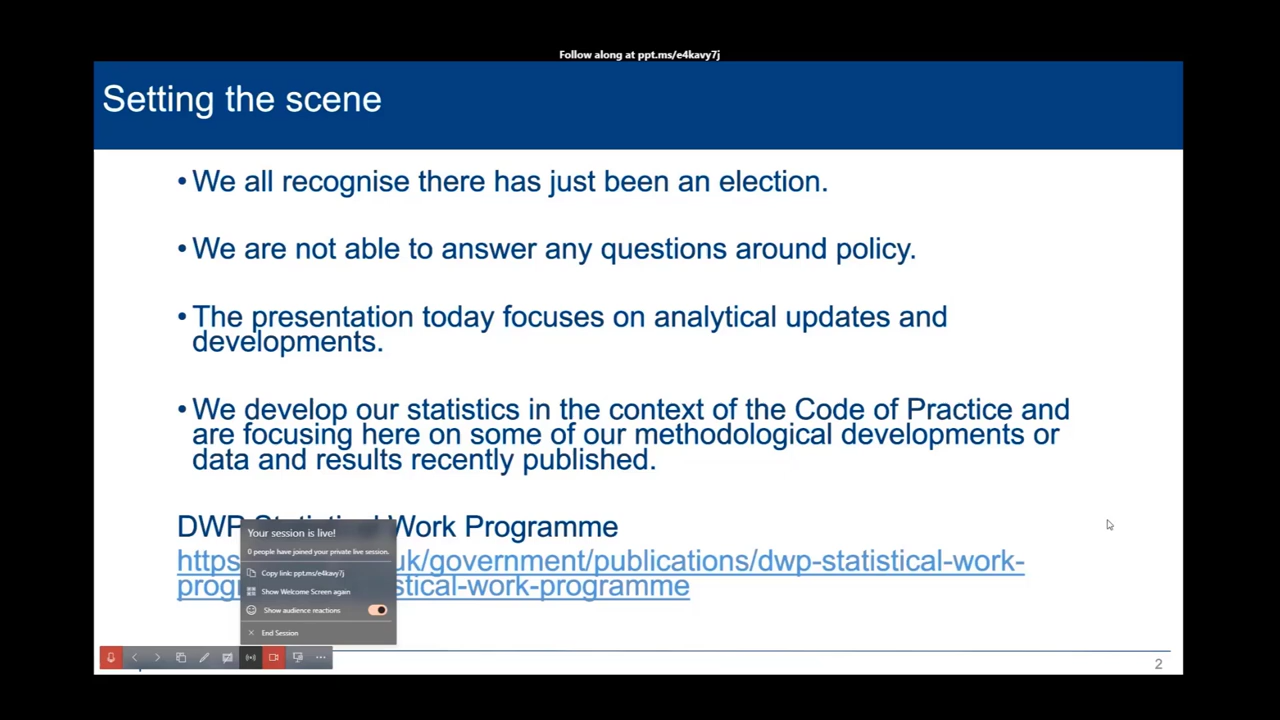 Follow along at ppt.ms/e4kavy7j
Setting the scene
• We all recognise there has just been an election.
• We are not able to answer any questions around policy.
• The presentation today focuses on analytical updates and
developments.
• We develop our statistics in the context of the Code of Practice and
are focusing here on some of our methodological developments or
data and results recently published.
DWP Work Programme
https uk/government/publications/dwp-statistical-work-
prog stical-work-programme
Your session is live!
0 people have joined your private live session.
Copy link: ppt.ms/e4kavy7j
Show Welcome Screen again
Show audience reactions
End Session
2